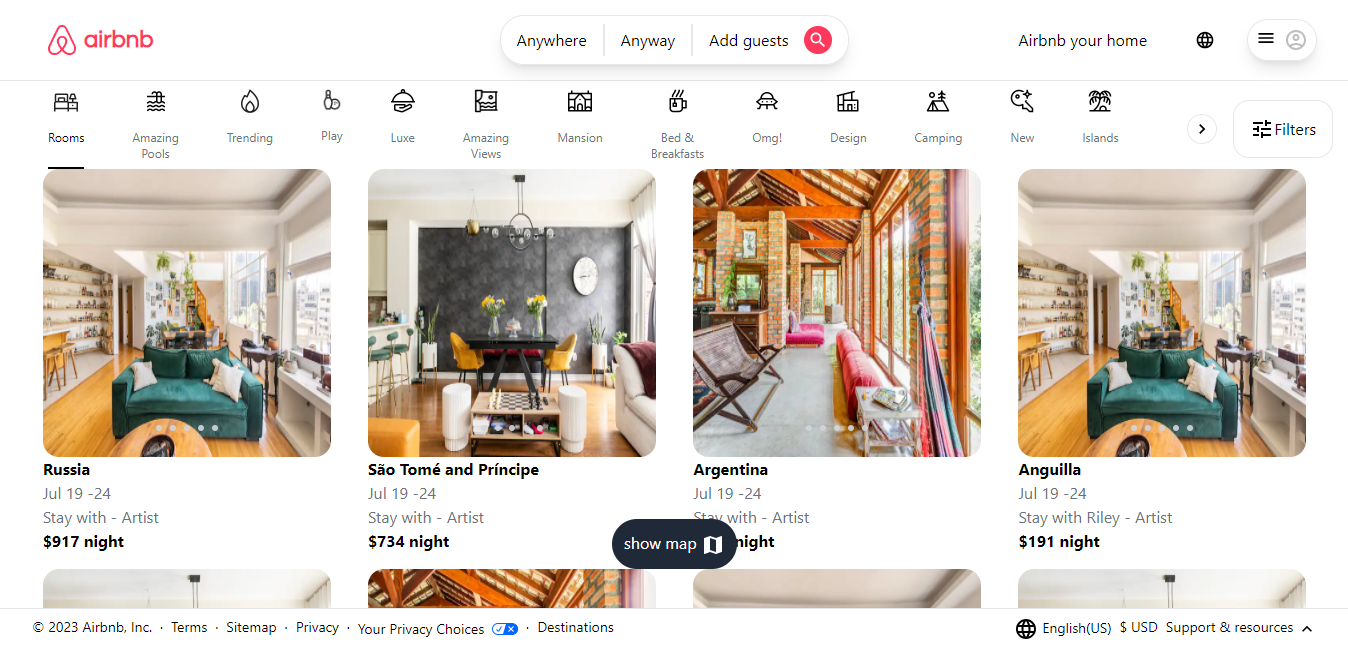 airbnb
Anywhere
Anyway
Add guests
Airbnb your home
Rooms
Amazing
Pools
Trending
Play
Luxe
Amazing
Views
Mansion
Bed &
Breakfasts
Omg!
Design
Camping
New
Islands
Filters
Russia
Jul 19 -24
Stay with - Artist
$917 night
São Tomé and Príncipe
Jul 19 -24
Stay with - Artist
$734 night
Argentina
Jul 19 -24
Stay with - Artist
night
Anguilla
Jul 19 -24
Stay with Riley - Artist
$191 night
show map
© 2023 Airbnb, Inc. · Terms · Sitemap · Privacy · Your Privacy Choices · Destinations
English(US) $ USD Support & resources